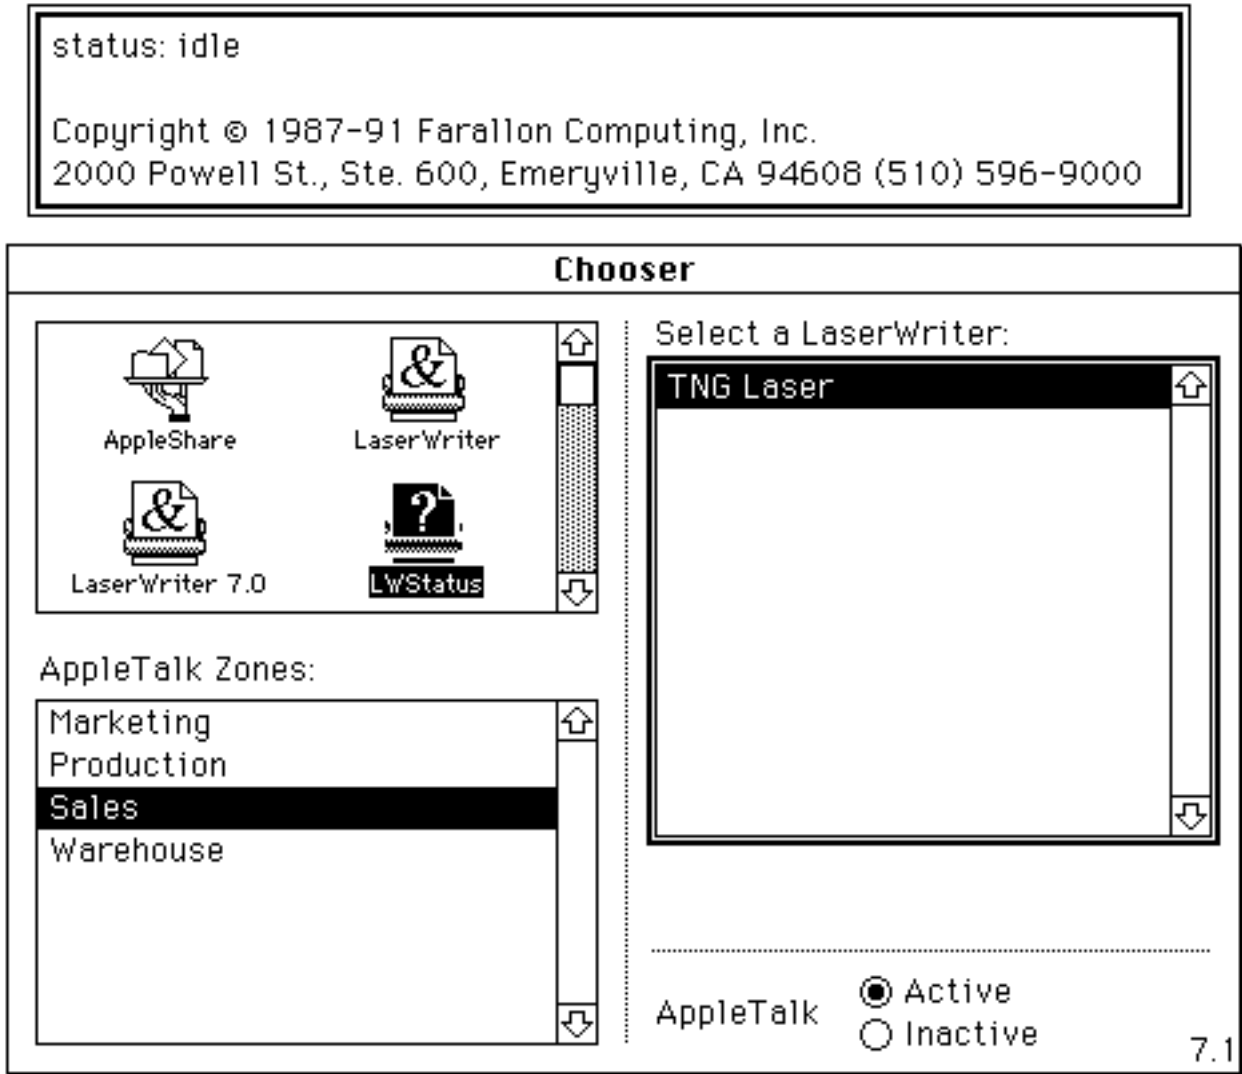 status: idle
Copyright © 1987-91 Farallon Computing, Inc.
2000 Powell St., Ste. 600, Emeryville, CA 94608 (510) 596-9000
Chooser
AppleShare
LaserWriter
LaserWriter 7.0
LWStatus
AppleTalk Zones:
Marketing
Production
Sales
Warehouse
Select a LaserWriter:
TNG Laser
AppleTalk
Active
Inactive
7.1